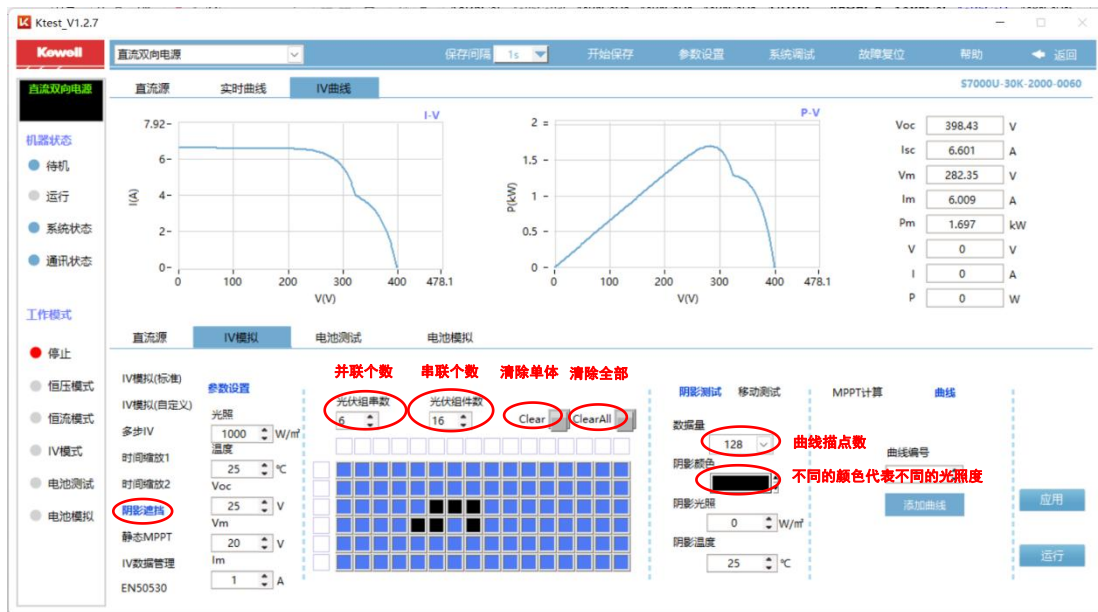 Ktest_V1.2.7
Kewell
直流双向电源
保存间隔 1s
开始保存
参数设置
系统调试
故障复位
帮助
返回
直流双向电源
直流源
实时曲线
IV曲线
S7000U-30K-2000-0060
机器状态
待机
运行
系统状态
通讯状态
工作模式
停止
恒压模式
恒流模式
IV模式
电池测试
电池模拟
I-V
7.92
6
4
2
0
I(A)
0 100 200 300 400 478.1
V(V)
P-V
2
1.5
1
0.5
0
P(kW)
0 100 200 300 400 478.1
V(V)
Voc 398.43 V
Isc 6.601 A
Vm 282.35 V
Im 6.009 A
Pm 1.697 kW
V 0 V
I 0 A
P 0 W
直流源
IV模拟
电池测试
电池模拟
IV模拟(标准)
IV模拟(自定义)
多步IV
时间缩放1
时间缩放2
阴影遮挡
静态MPPT
IV数据管理
EN50530
参数设置
光照
1000 W/㎡
温度
25 ℃
Voc
25 V
Vm
20 V
Im
1 A
并联个数
串联个数
清除单体
清除全部
光伏组串数
6
光伏组件数
16
Clear
ClearAll
阴影测试
移动测试
数据量
128
曲线描点数
阴影颜色
不同的颜色代表不同的光照度
阴影光照
0 W/㎡
阴影温度
25 ℃
MPPT计算
曲线
曲线编号
添加曲线
应用
运行